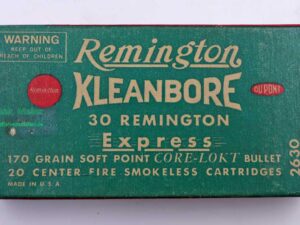 WARNING
KEEP OUT OF
REACH OF CHILDREN
Remington
KLEANBORE
Remington
DU PONT
30 REMINGTON
Express
170 GRAIN SOFT POINT CORE-LOKT BULLET
20 CENTER FIRE SMOKELESS CARTRIDGES
MADE IN U.S.A.
2630